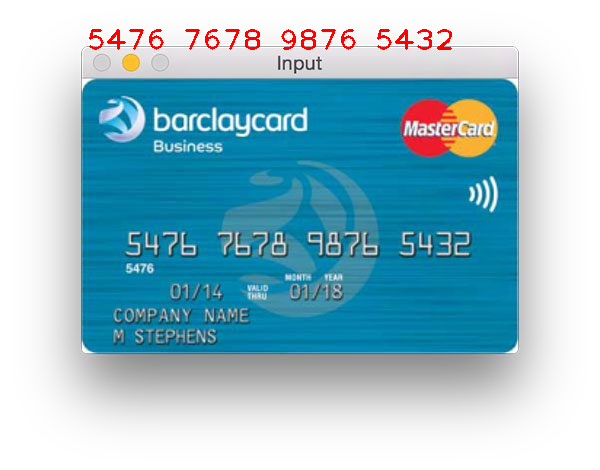 5476 7678 9876 5432
Input
barclaycard
Business
MasterCard
5476 7678 9876 5432
5476
MONTH YEAR
01/14 VALID THRU 01/18
COMPANY NAME
M STEPHENS